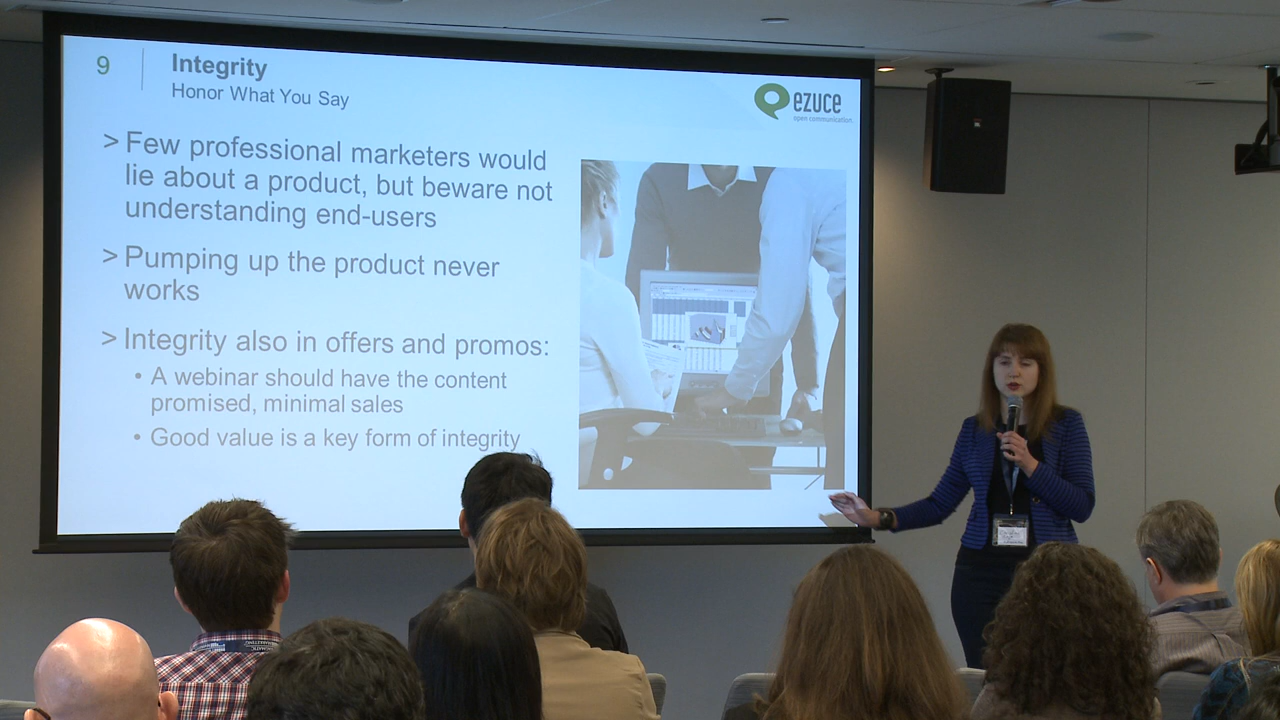 9
Integrity
Honor What You Say
ezuce
open communication
> Few professional marketers would
lie about a product, but beware not
understanding end-users
> Pumping up the product never
works
> Integrity also in offers and promos:
• A webinar should have the content
promised, minimal sales
• Good value is a key form of integrity